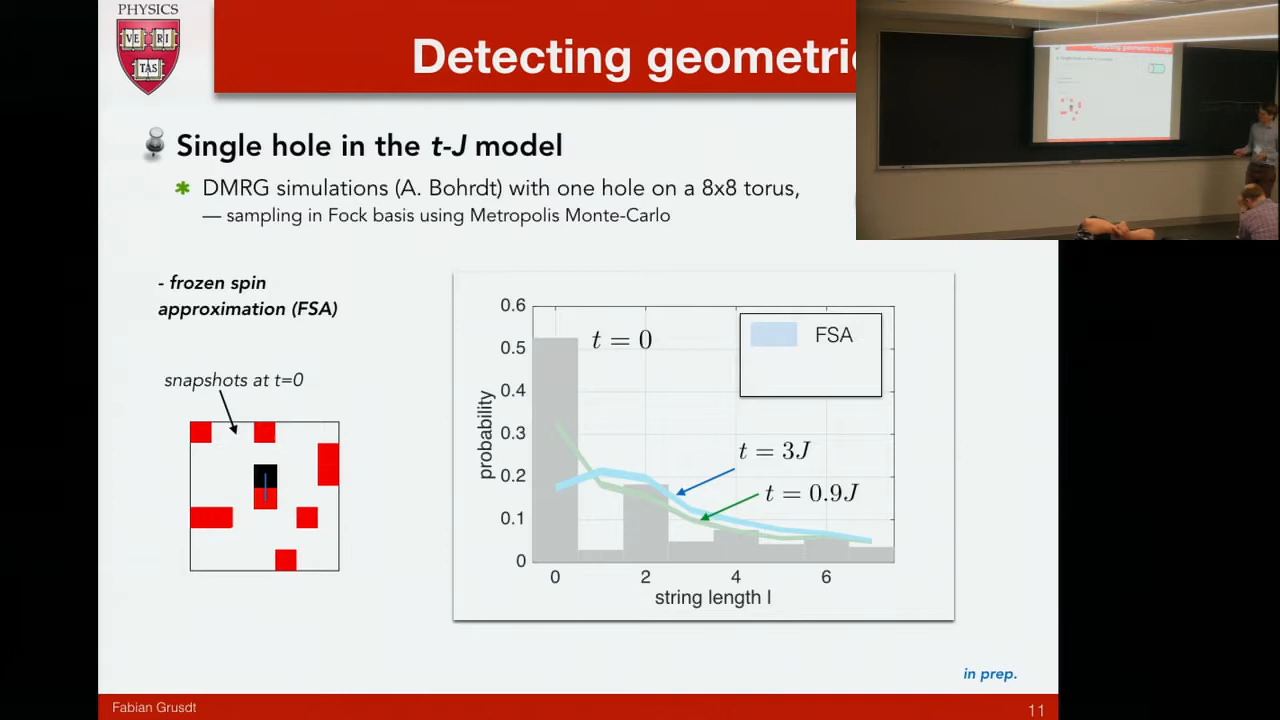 PHYSICS
VE RI
TAS
Detecting geometri
Single hole in the t-J model
DMRG simulations (A. Bohrdt) with one hole on a 8x8 torus,
— sampling in Fock basis using Metropolis Monte-Carlo
- frozen spin
approximation (FSA)
snapshots at t=0
0.6
0.5
0.4
0.3
0.2
0.1
0
probability
t = 0
FSA
t = 3J
t = 0.9J
0 2 4 6
string length l
in prep.
Fabian Grusdt
11